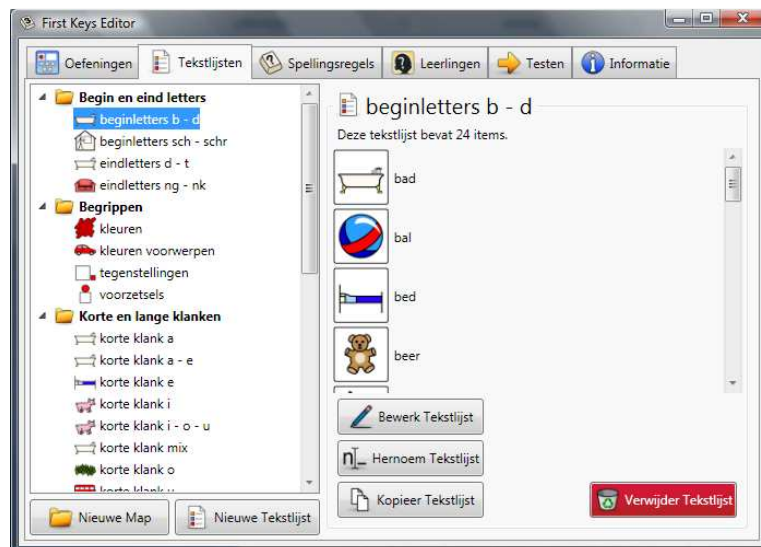 First Keys Editor
Oefeningen
Tekstlijsten
Spellingsregels
Leerlingen
Testen
Informatie
Begin en eind letters
beginletters b - d
beginletters sch - schr
eindletters d - t
eindletters ng - nk
Begrippen
kleuren
kleuren voorwerpen
tegenstellingen
voorzetsels
Korte en lange klanken
korte klank a
korte klank a - e
korte klank e
korte klank i
korte klank i - o - u
korte klank mix
korte klank o
korte klank u
Nieuwe Map
Nieuwe Tekstlijst
beginletters b - d
Deze tekstlijst bevat 24 items.
bad
bal
bed
beer
Bewerk Tekstlijst
Hernoem Tekstlijst
Kopieer Tekstlijst
Verwijder Tekstlijst